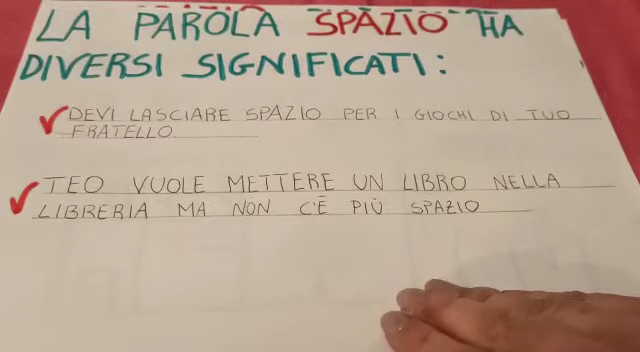 LA PAROLA SPAZIO HA
DIVERSI SIGNIFICATI:
DEVI LASCIARE SPAZIO PER I GIOCHI DI TUO
FRATELLO
TEO VUOLE METTERE UN LIBRO NELLA
LIBRERIA MA NON C'È PIÙ SPAZIO